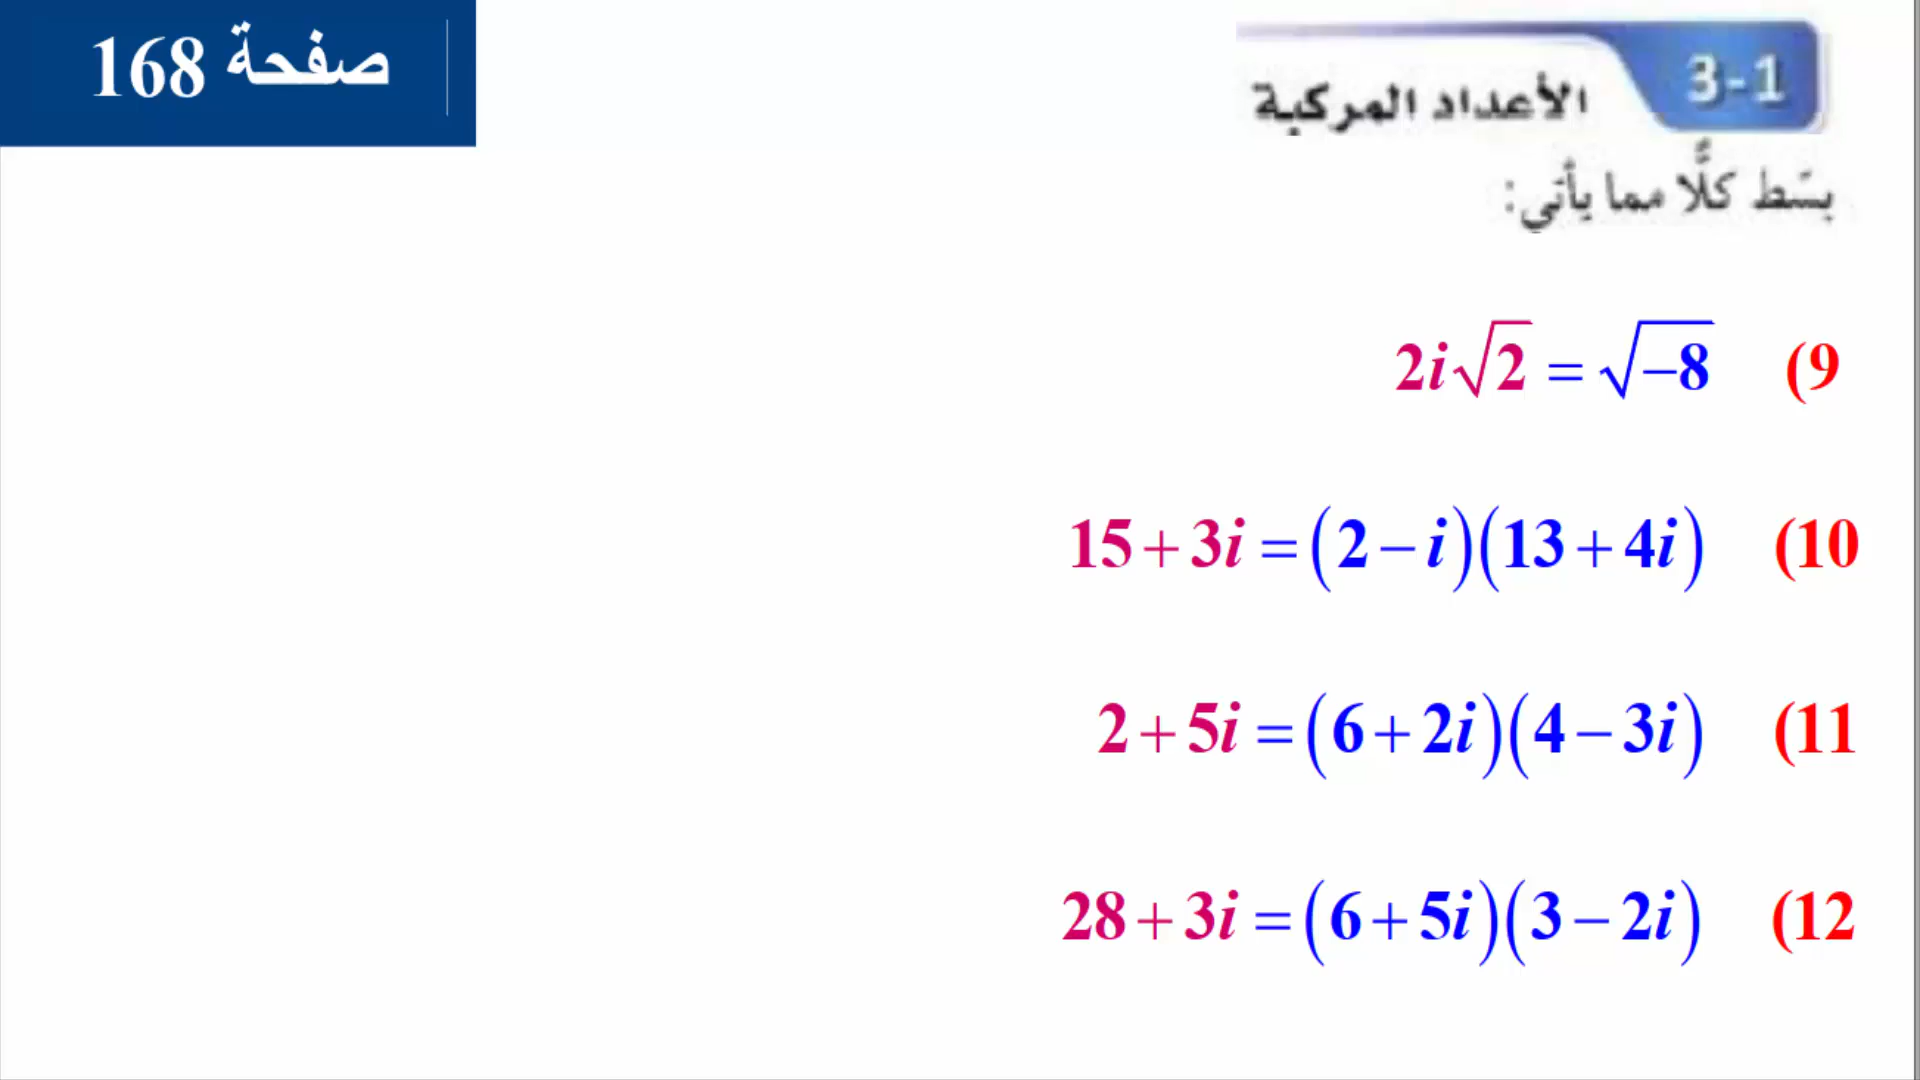 صفحة 168
3-1 الأعداد المركبة
بسّط كلًّا مما يأتي:
9) 2i√2 = √−8
10) 15 + 3i = (2 − i)(13 + 4i)
11) 2 + 5i = (6 + 2i)(4 − 3i)
12) 28 + 3i = (6 + 5i)(3 − 2i)